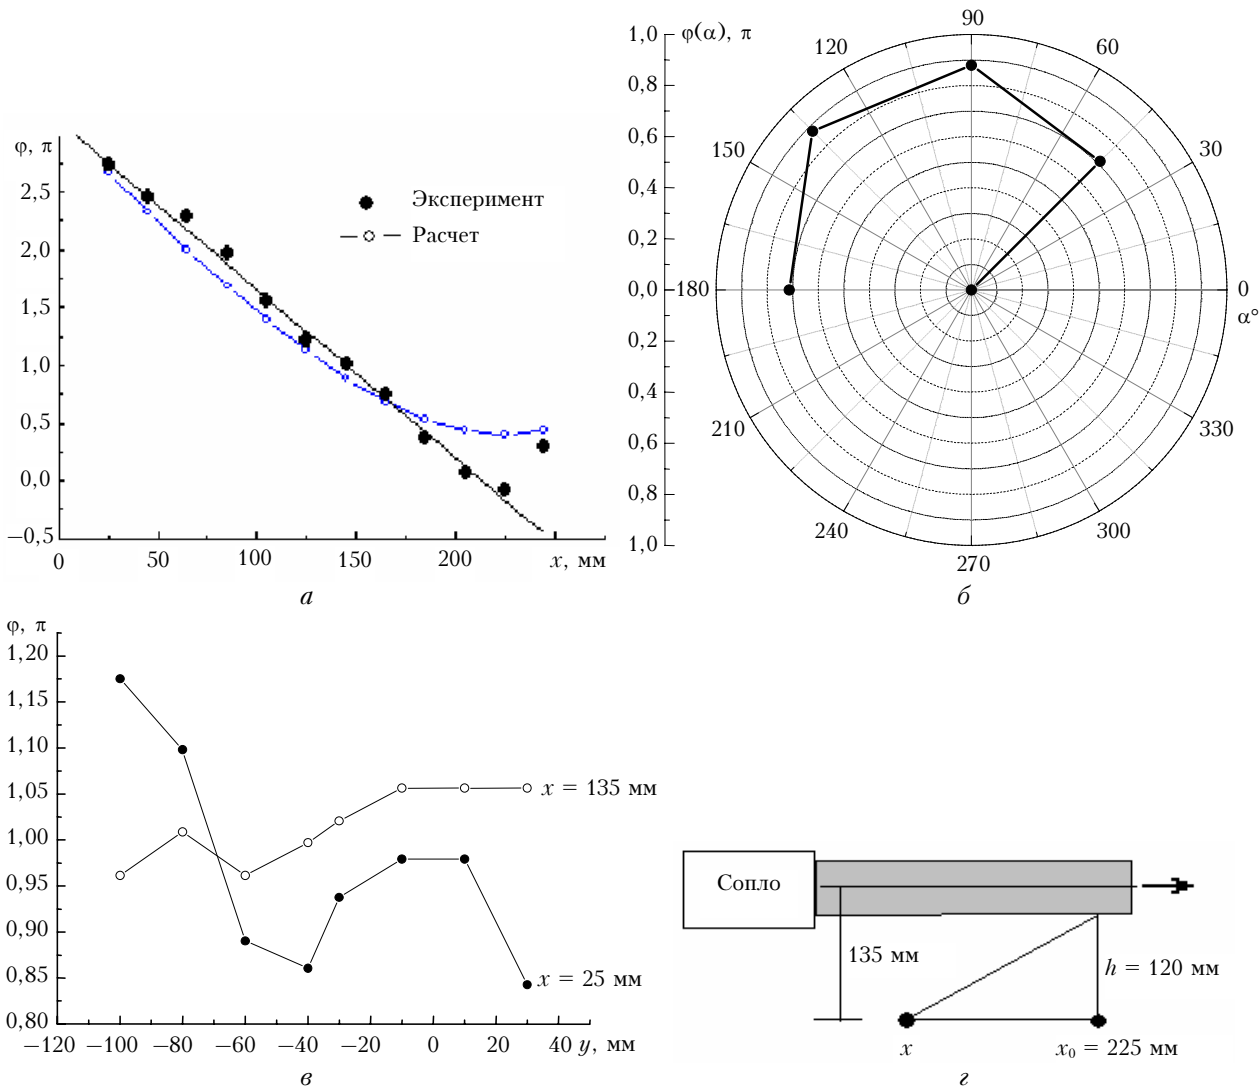 φ, π
2,5
2,0
1,5
1,0
0,5
0,0
−0,5
0
50
100
150
200
x, мм
Эксперимент
Расчет
а
1,0
0,8
0,6
0,4
0,2
0,0
0,2
0,4
0,6
0,8
1,0
φ(α), π
90
120
60
150
30
180
0
α°
210
330
240
300
270
б
φ, π
1,20
1,15
1,10
1,05
1,00
0,95
0,90
0,85
0,80
−120
−100
−80
−60
−40
−20
0
20
40
y, мм
x = 135 мм
x = 25 мм
в
Сопло
135 мм
h = 120 мм
x
x₀ = 225 мм
г